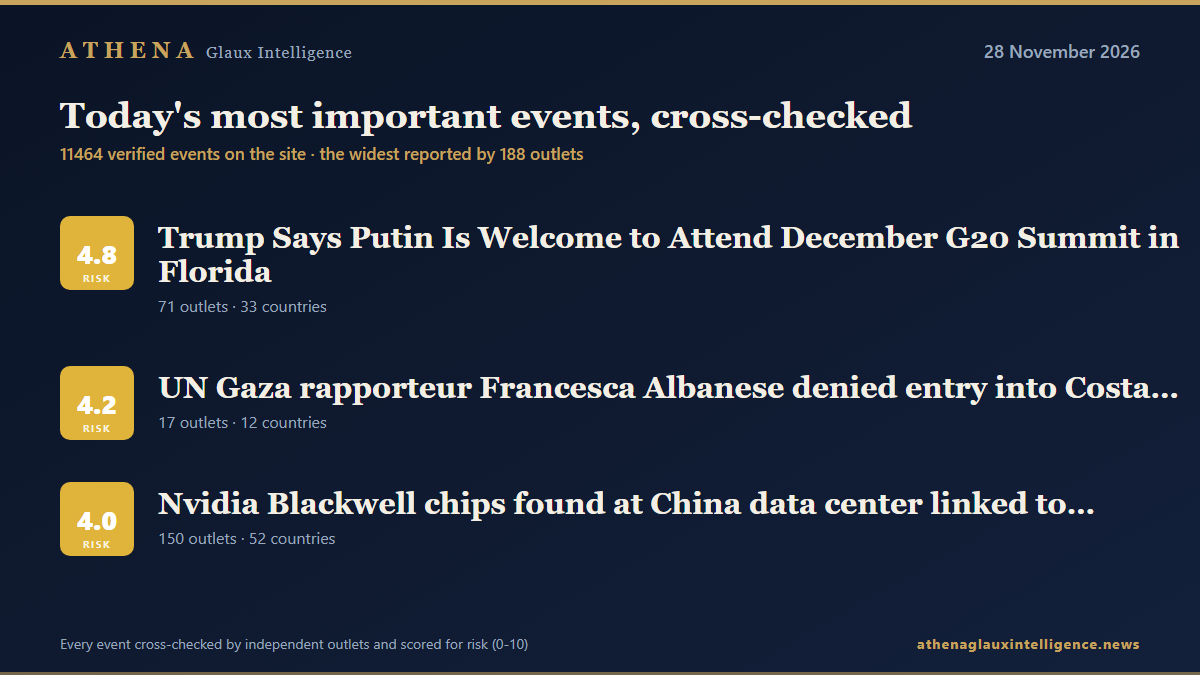 ATHENA Glaux Intelligence
28 November 2026
Today's most important events, cross-checked
11464 verified events on the site · the widest reported by 188 outlets
4.8
RISK
Trump Says Putin Is Welcome to Attend December G20 Summit in
Florida
71 outlets · 33 countries
4.2
RISK
UN Gaza rapporteur Francesca Albanese denied entry into Costa...
17 outlets · 12 countries
4.0
RISK
Nvidia Blackwell chips found at China data center linked to...
150 outlets · 52 countries
Every event cross-checked by independent outlets and scored for risk (0-10)
athenaglauxintelligence.news